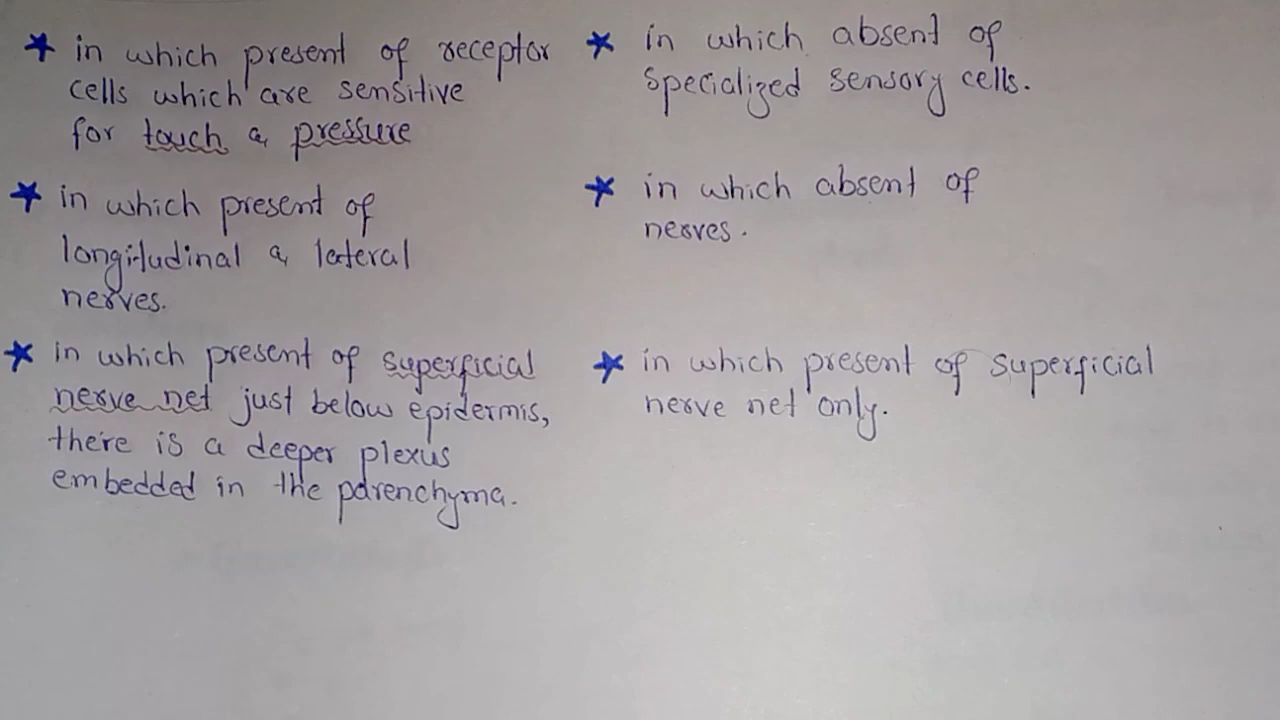 in which present of receptor
cells which are sensitive
for touch & pressure
in which present of
longitudinal & lateral
nerves.
in which present of superficial
nerve net just below epidermis,
there is a deeper plexus
embedded in the parenchyma.
in which absent of
specialized sensory cells.
in which absent of
nerves.
in which present of superficial
nerve net only.